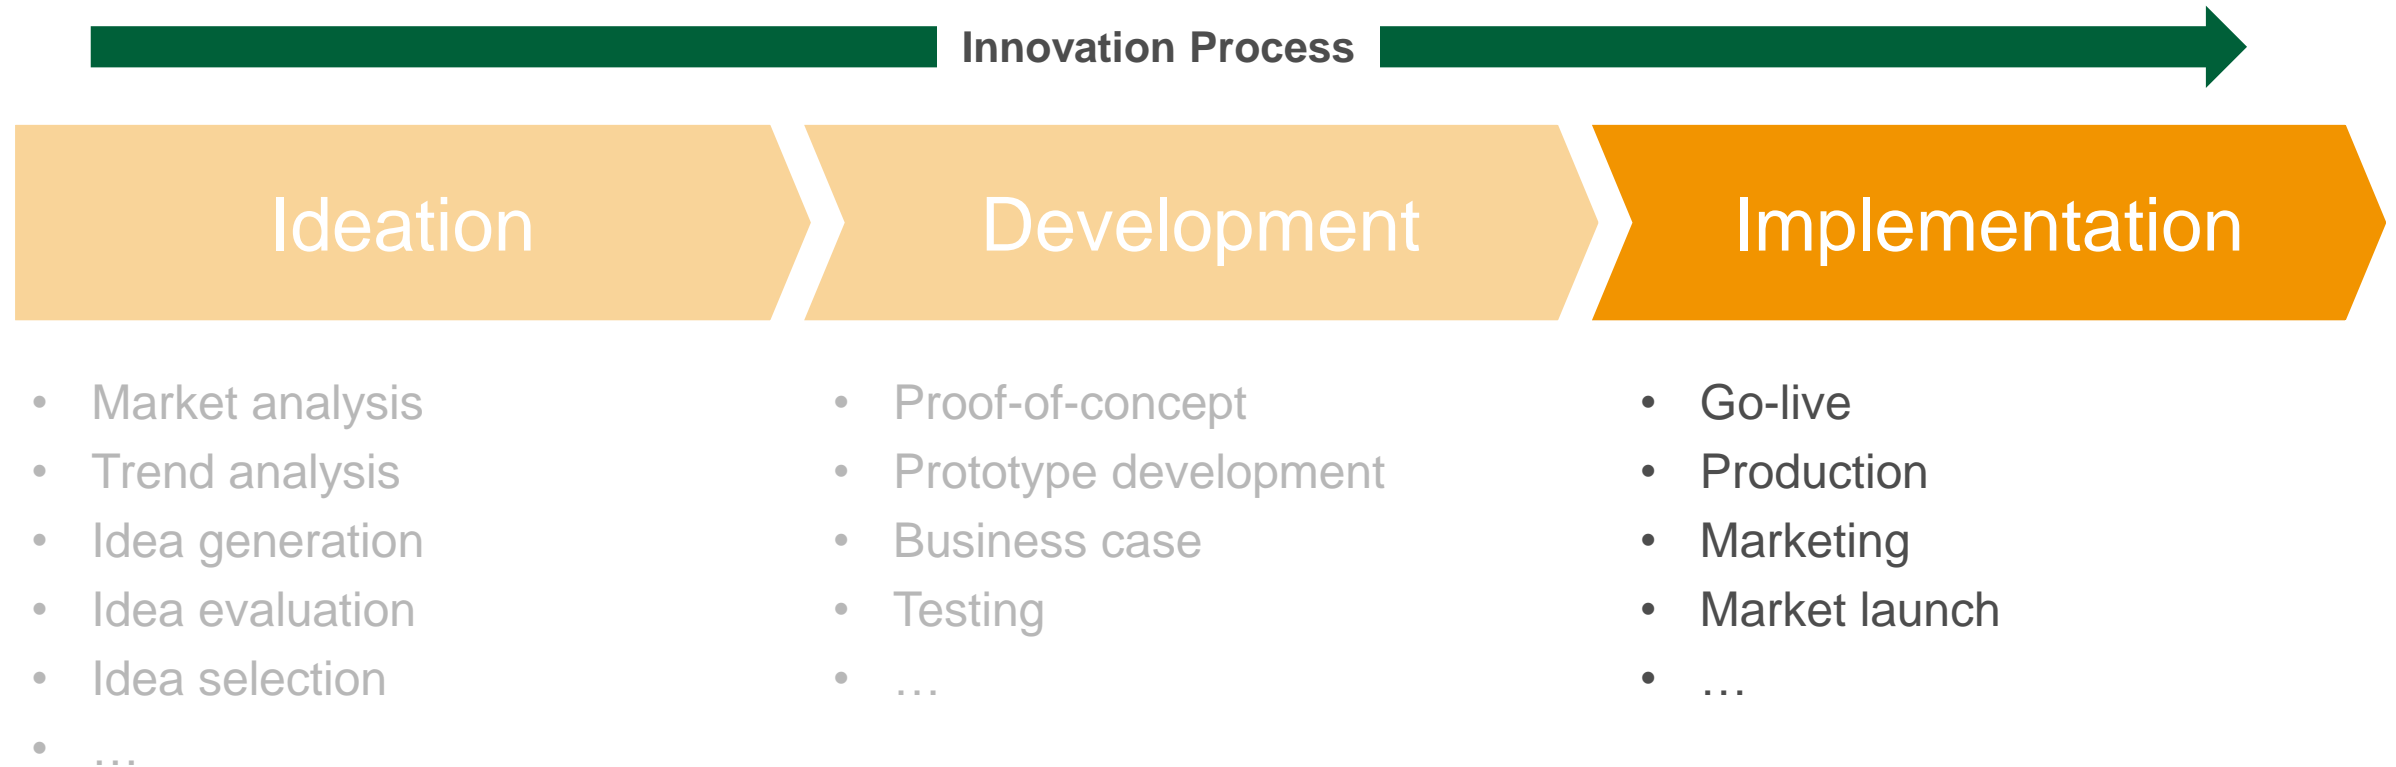 Innovation Process
Ideation
Development
Implementation
• Market analysis
• Trend analysis
• Idea generation
• Idea evaluation
• Idea selection
• …
• Proof-of-concept
• Prototype development
• Business case
• Testing
• …
• Go-live
• Production
• Marketing
• Market launch
• …